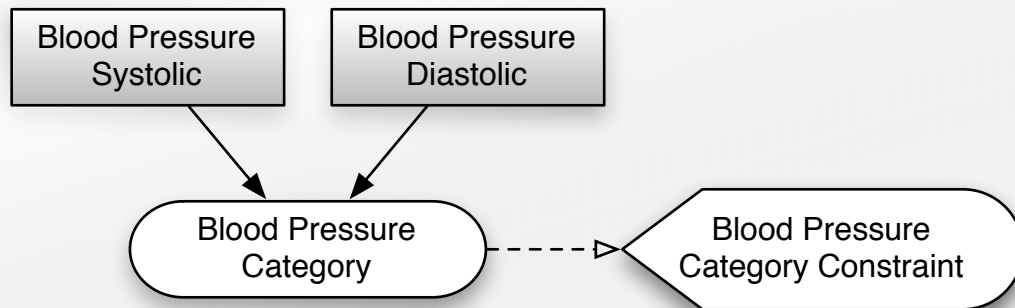 Blood Pressure
Systolic
Blood Pressure
Diastolic
Blood Pressure
Category
Blood Pressure
Category Constraint